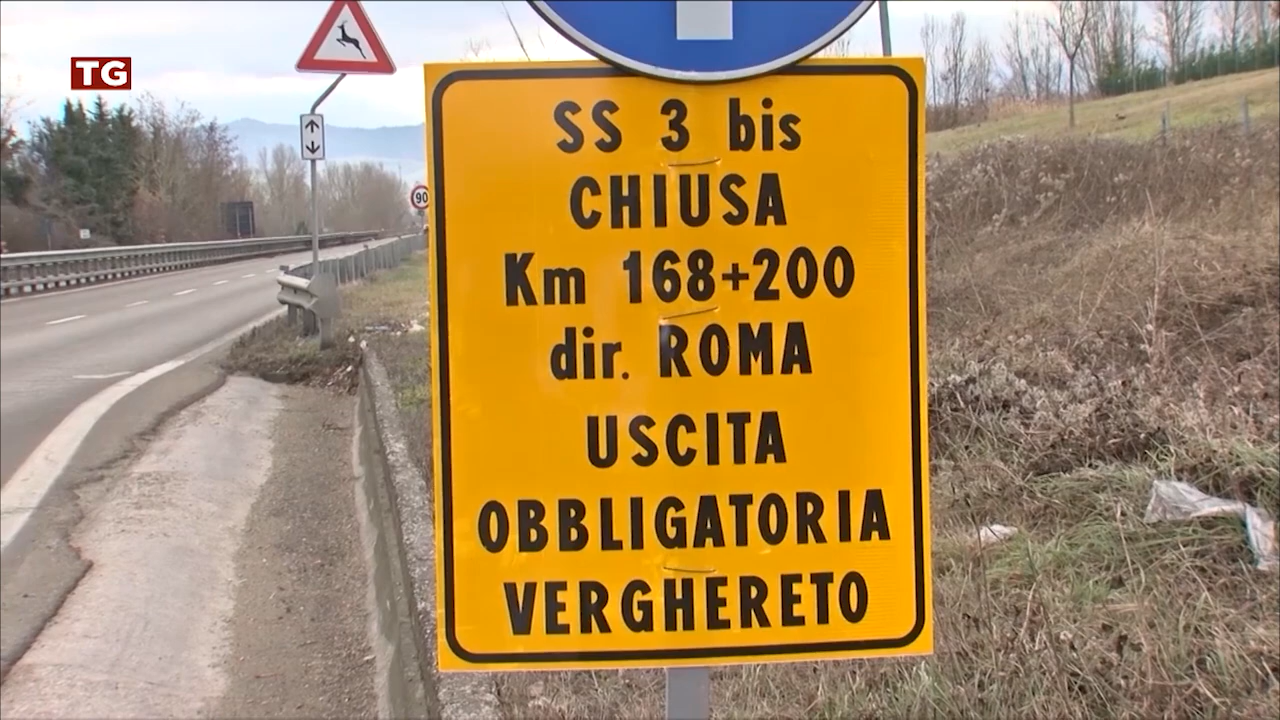 TG
90
SS 3 bis
CHIUSA
Km 168+200
dir. ROMA
USCITA
OBBLIGATORIA
VERGHERETO